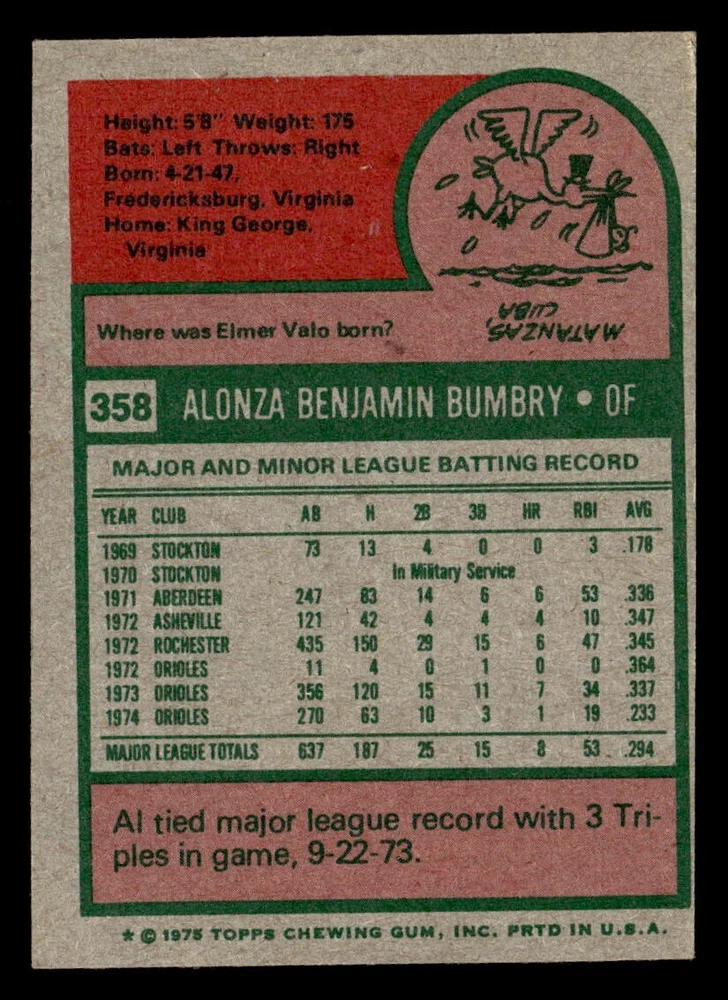 Height: 5'8" Weight: 175
Bats: Left Throws: Right
Born: 4-21-47,
Fredericksburg, Virginia
Home: King George,
Virginia
Where was Elmer Valo born?
MATANZAS,
CUBA
358 ALONZA BENJAMIN BUMBRY • OF
MAJOR AND MINOR LEAGUE BATTING RECORD
YEAR CLUB AB H 2B 3B HR RBI AVG
1969 STOCKTON 73 13 4 0 0 3 .178
1970 STOCKTON In Military Service
1971 ABERDEEN 247 83 14 6 6 53 .336
1972 ASHEVILLE 121 42 4 4 4 10 .347
1972 ROCHESTER 435 150 29 15 6 47 .345
1972 ORIOLES 11 4 0 1 0 0 .364
1973 ORIOLES 356 120 15 11 7 34 .337
1974 ORIOLES 270 63 10 3 1 19 .233
MAJOR LEAGUE TOTALS 637 187 25 15 8 53 .294
Al tied major league record with 3 Tri-
ples in game, 9-22-73.
* © 1975 TOPPS CHEWING GUM, INC. PRTD IN U.S.A.